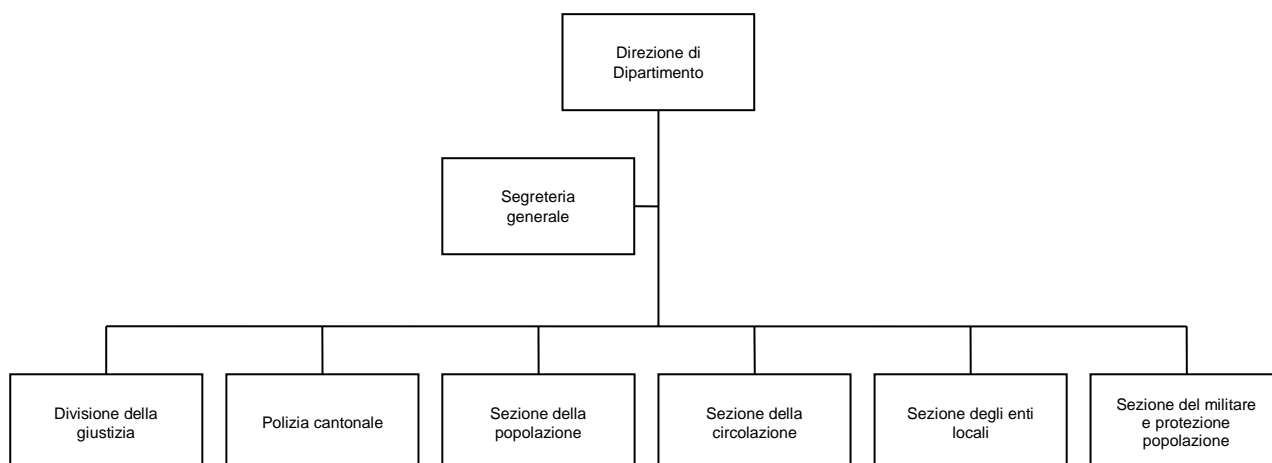 Direzione di
Dipartimento
Segreteria
generale
Divisione della
giustizia
Polizia cantonale
Sezione della
popolazione
Sezione della
circolazione
Sezione degli enti
locali
Sezione del militare
e protezione
popolazione